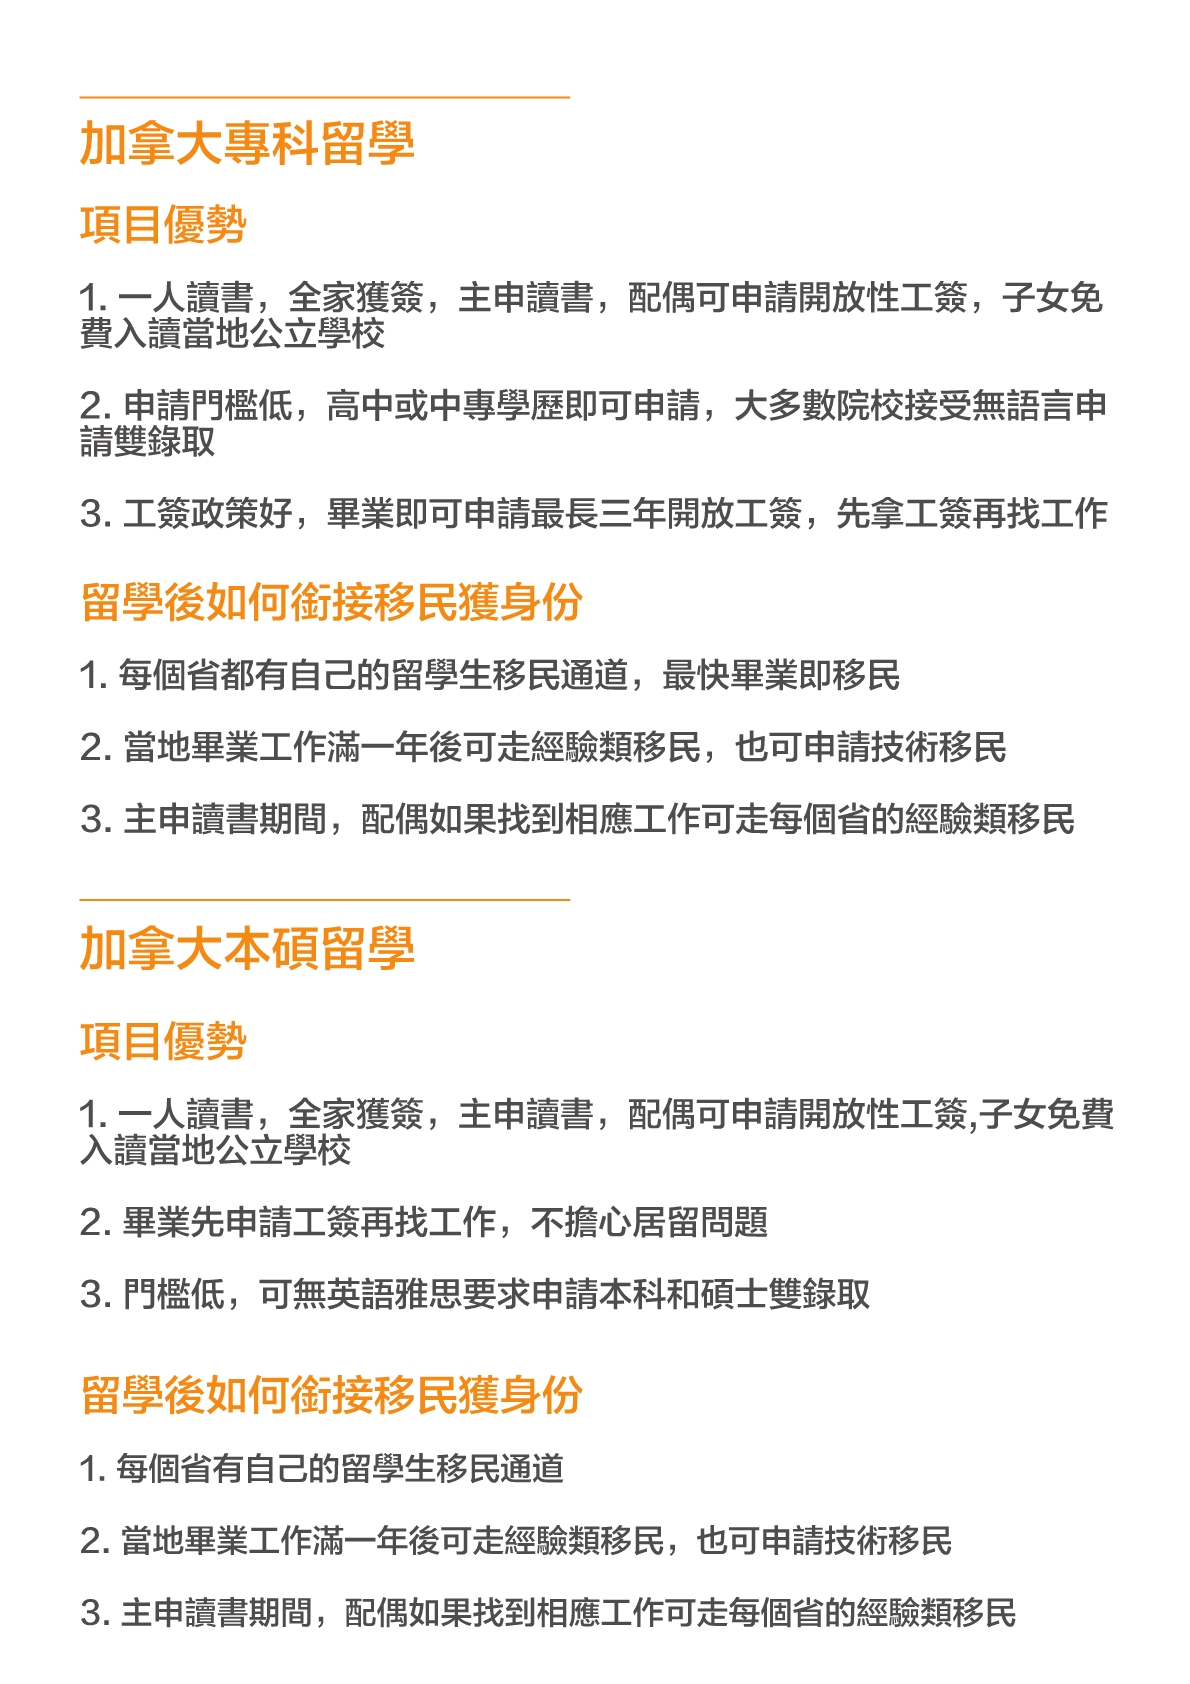 加拿大專科留學
項目優勢
1. 一人讀書，全家獲簽，主申讀書，配偶可申請開放性工簽，子女免
費入讀當地公立學校
2. 申請門檻低，高中或中專學歷即可申請，大多數院校接受無語言申
請雙錄取
3. 工簽政策好，畢業即可申請最長三年開放工簽，先拿工簽再找工作
留學後如何銜接移民獲身份
1. 每個省都有自己的留學生移民通道，最快畢業即移民
2. 當地畢業工作滿一年後可走經驗類移民，也可申請技術移民
3. 主申讀書期間，配偶如果找到相應工作可走每個省的經驗類移民
加拿大本碩留學
項目優勢
1. 一人讀書，全家獲簽，主申讀書，配偶可申請開放性工簽,子女免費
入讀當地公立學校
2. 畢業先申請工簽再找工作，不擔心居留問題
3. 門檻低，可無英語雅思要求申請本科和碩士雙錄取
留學後如何銜接移民獲身份
1. 每個省有自己的留學生移民通道
2. 當地畢業工作滿一年後可走經驗類移民，也可申請技術移民
3. 主申讀書期間，配偶如果找到相應工作可走每個省的經驗類移民